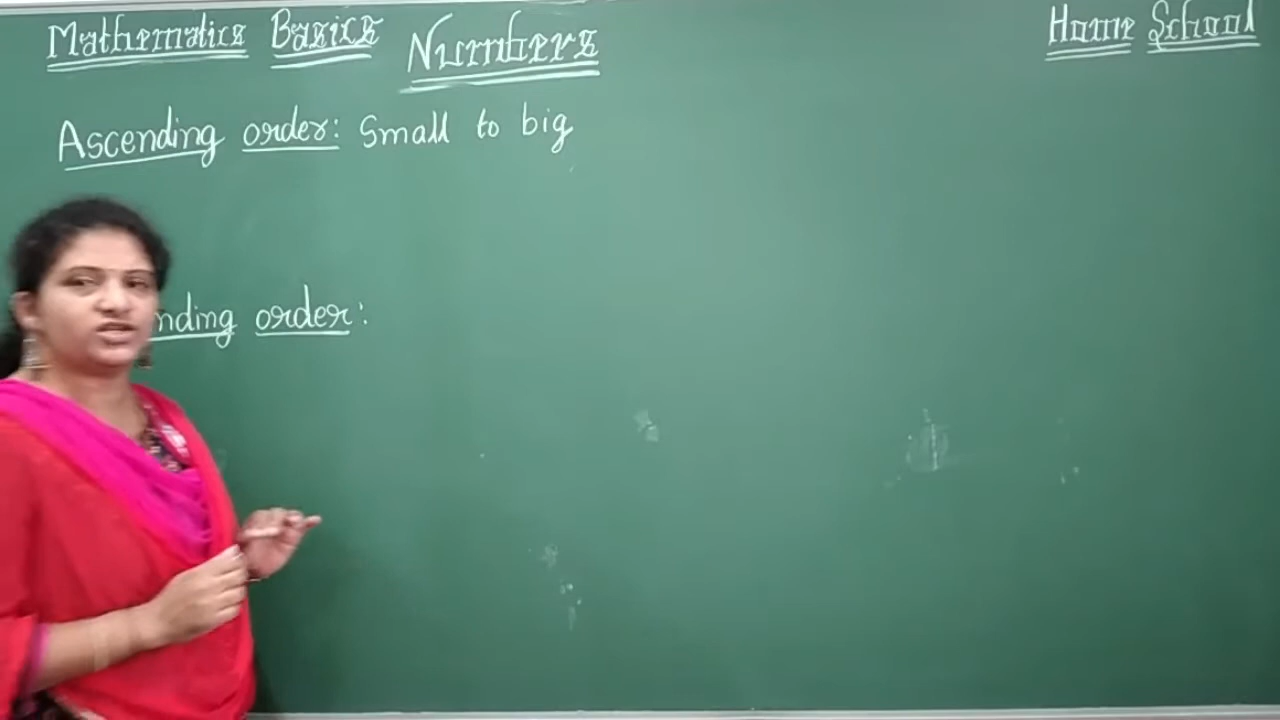 Mathematics Basics Numbers Home School
Ascending order: Small to big
nding order: